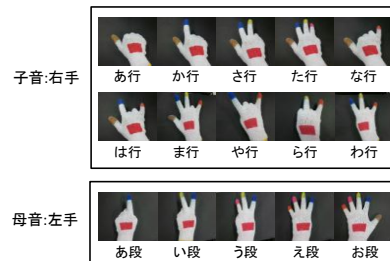 子音:右手
あ行 か行 さ行 た行 な行
は行 ま行 や行 ら行 わ行
母音:左手
あ段 い段 う段 え段 お段